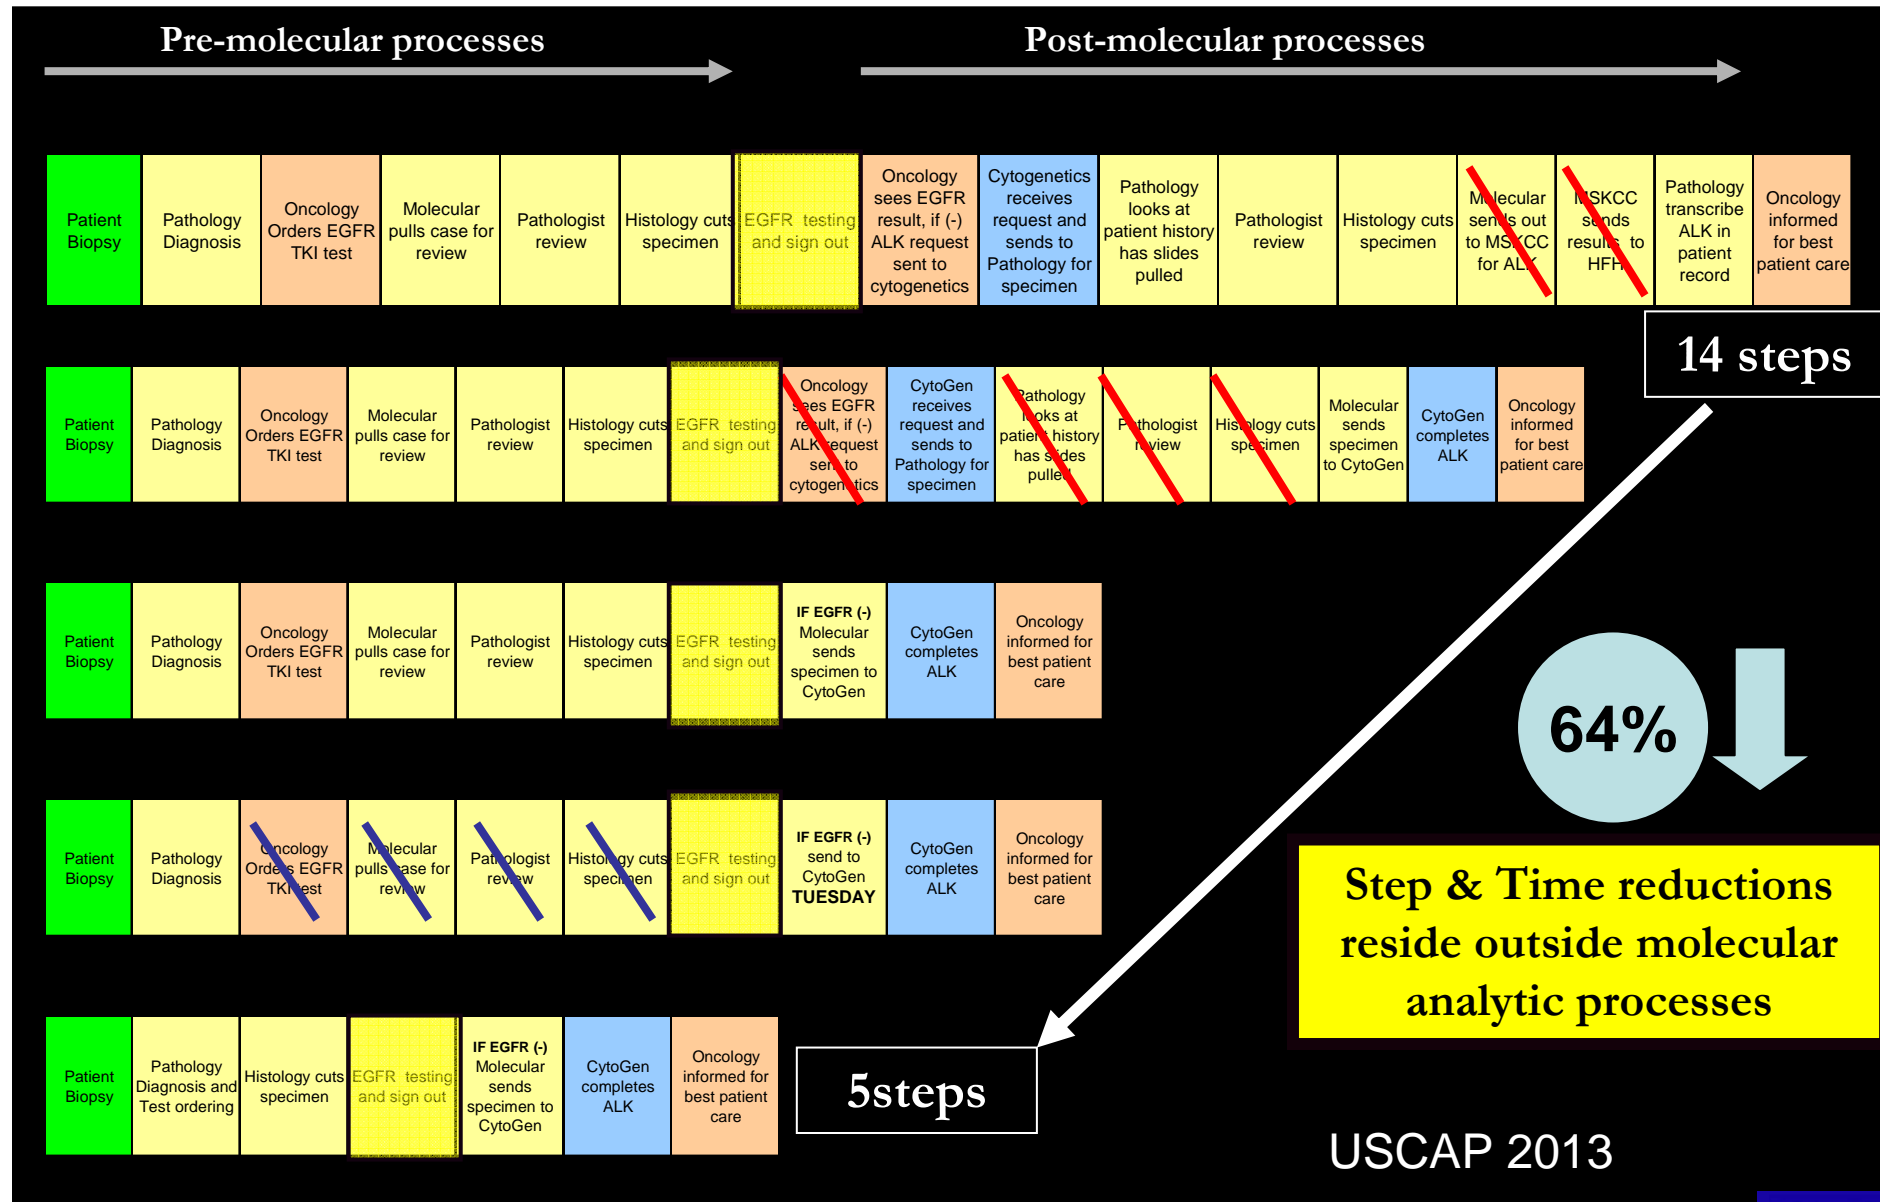 Pre-molecular processes
Post-molecular processes
Patient
Biopsy
Pathology
Diagnosis
Oncology
Orders EGFR
TKI test
Molecular
pulls case for
review
Pathologist
review
Histology cuts
specimen
EGFR testing
and sign out
Oncology
sees EGFR
result, if (-)
ALK request
sent to
cytogenetics
Cytogenetics
receives
request and
sends to
Pathology for
specimen
Pathology
looks at
patient history
has slides
pulled
Pathologist
review
Histology cuts
specimen
Molecular
sends out
to MSKCC
for ALK
MSKCC
sends
results to
HFH
Pathology
transcribe
ALK in
patient
record
Oncology
informed
for best
patient care
14 steps
Patient
Biopsy
Pathology
Diagnosis
Oncology
Orders EGFR
TKI test
Molecular
pulls case for
review
Pathologist
review
Histology cuts
specimen
EGFR testing
and sign out
Oncology
sees EGFR
result, if (-)
ALK request
sent to
cytogenetics
CytoGen
receives
request and
sends to
Pathology for
specimen
Pathology
looks at
patient history
has slides
pulled
Pathologist
review
Histology cuts
specimen
Molecular
sends
specimen
to CytoGen
CytoGen
completes
ALK
Oncology
informed
for best
patient care
Patient
Biopsy
Pathology
Diagnosis
Oncology
Orders EGFR
TKI test
Molecular
pulls case for
review
Pathologist
review
Histology cuts
specimen
EGFR testing
and sign out
IF EGFR (-)
Molecular
sends
specimen to
CytoGen
CytoGen
completes
ALK
Oncology
informed for
best patient
care
64%
Patient
Biopsy
Pathology
Diagnosis
Oncology
Orders EGFR
TKI test
Molecular
pulls case for
review
Pathologist
review
Histology cuts
specimen
EGFR testing
and sign out
IF EGFR (-)
send to
CytoGen
TUESDAY
CytoGen
completes
ALK
Oncology
informed for
best patient
care
Step & Time reductions
reside outside molecular
analytic processes
Patient
Biopsy
Pathology
Diagnosis and
Test ordering
Histology cuts
specimen
EGFR testing
and sign out
IF EGFR (-)
Molecular
sends
specimen to
CytoGen
CytoGen
completes
ALK
Oncology
informed for
best patient
care
5steps
USCAP 2013